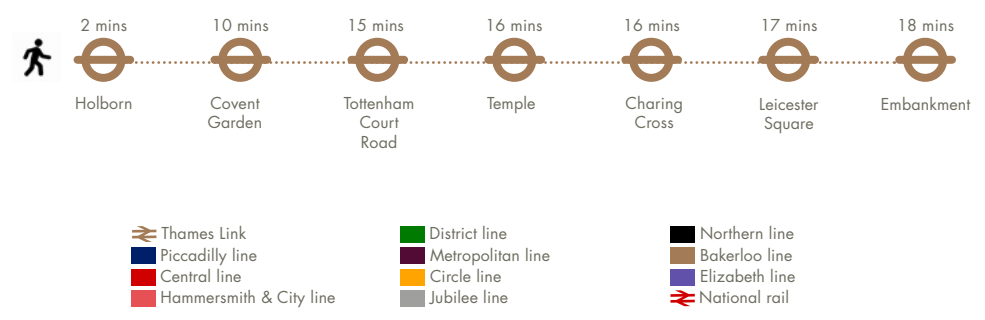 2 mins
10 mins
15 mins
16 mins
16 mins
17 mins
18 mins
Holborn
Covent
Garden
Tottenham
Court
Road
Temple
Charing
Cross
Leicester
Square
Embankment
Thames Link
Piccadilly line
Central line
Hammersmith & City line
District line
Metropolitan line
Circle line
Jubilee line
Northern line
Bakerloo line
Elizabeth line
National rail